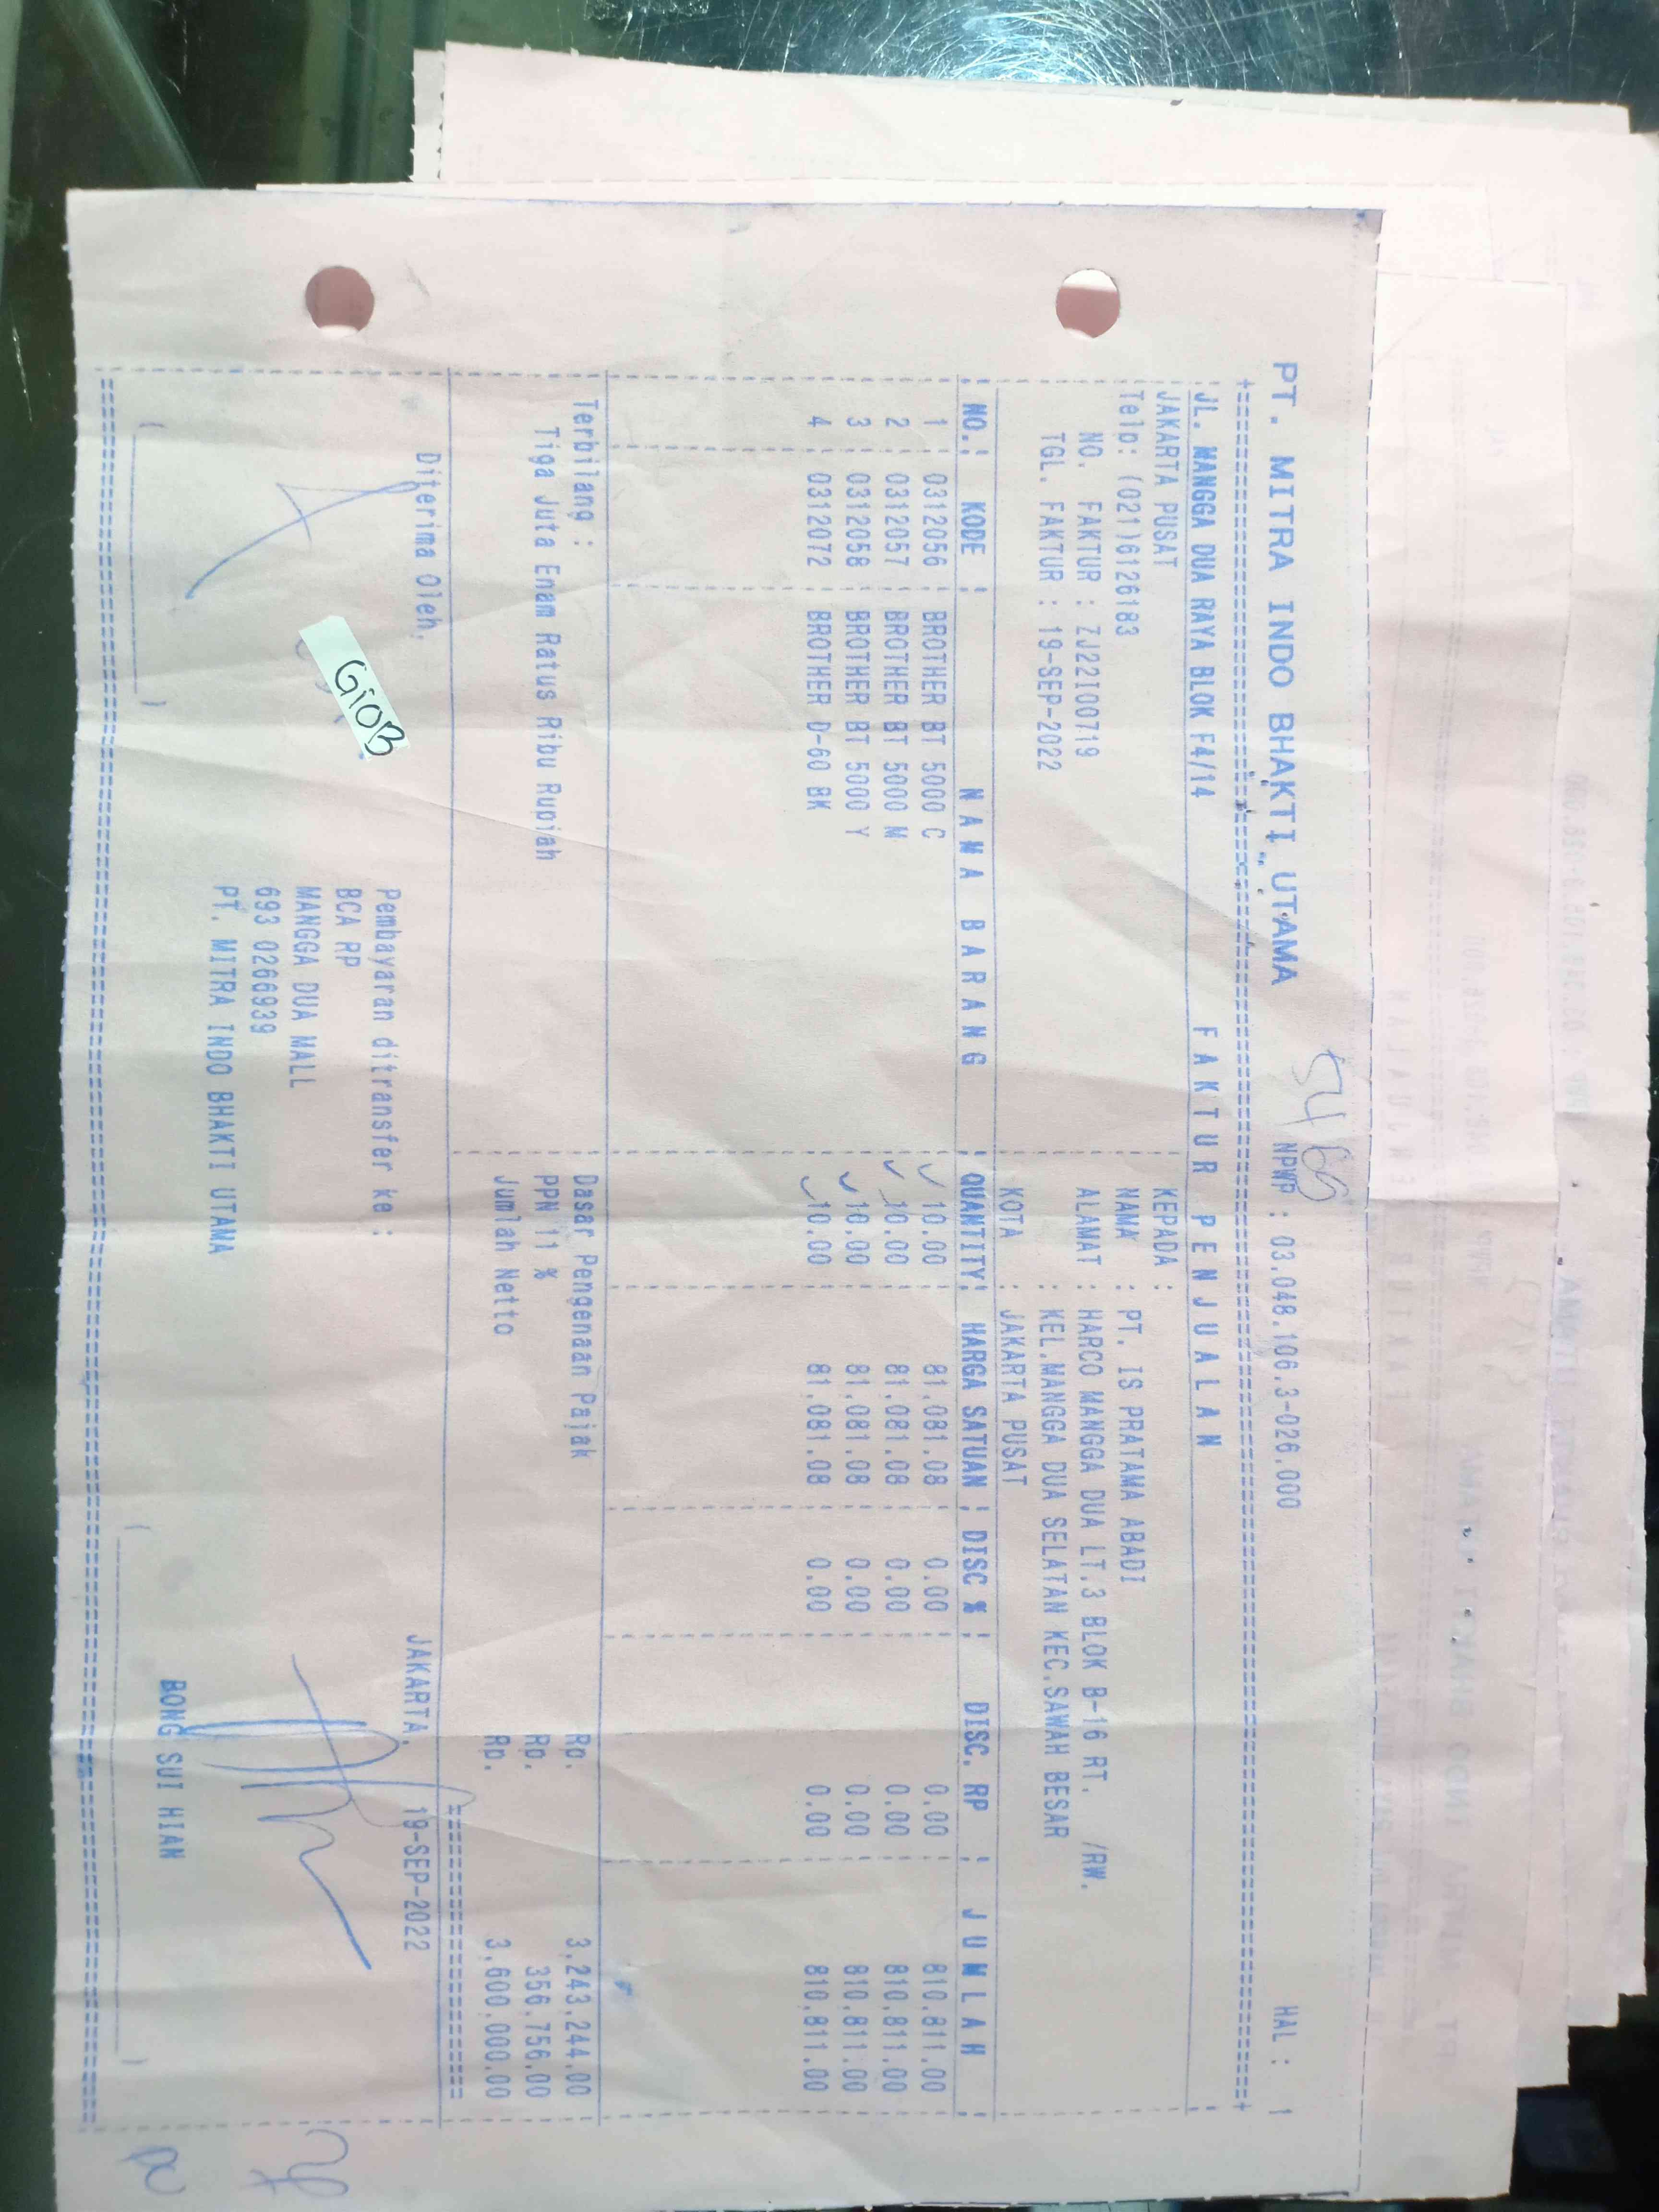 PT. MITRA INDO BHAKTI UTAMA NPWP : 03.048.106.3-026.000 HAL : 1
JL. MANGGA DUA RAYA BLOK F4/14 F A K T U R P E N J U A L A N
JAKARTA PUSAT KEPADA :
Telp: (021)6126183 NAMA : PT. IS PRATAMA ABADI
NO. FAKTUR : ZJ22I00719 ALAMAT : HARCO MANGGA DUA LT.3 BLOK B-16 RT. /RW.
TGL. FAKTUR : 19-SEP-2022 : KEL.MANGGA DUA SELATAN KEC.SAWAH BESAR
KOTA : JAKARTA PUSAT
NO. KODE N A M A B A R A N G QUANTITY HARGA SATUAN DISC % DISC. RP J U M L A H
1 0312056 BROTHER BT 5000 C 10.00 81.081.08 0.00 0.00 810.811.00
2 0312057 BROTHER BT 5000 M 10.00 81.081.08 0.00 0.00 810.811.00
3 0312058 BROTHER BT 5000 Y 10.00 81.081.08 0.00 0.00 810.811.00
4 0312072 BROTHER D-60 BK 10.00 81.081.08 0.00 0.00 810.811.00
Terbilang : Dasar Pengenaan Pajak Rp. 3.243.244.00
Tiga Juta Enam Ratus Ribu Rupiah PPN 11 % Rp. 356.756.00
Jumlah Netto Rp. 3.600.000.00
Diterima Oleh, Pembayaran ditransfer ke : JAKARTA, 19-SEP-2022
BCA RP
MANGGA DUA MALL
693 0266939
PT. MITRA INDO BHAKTI UTAMA
GIOB
BONG SUI HIAN